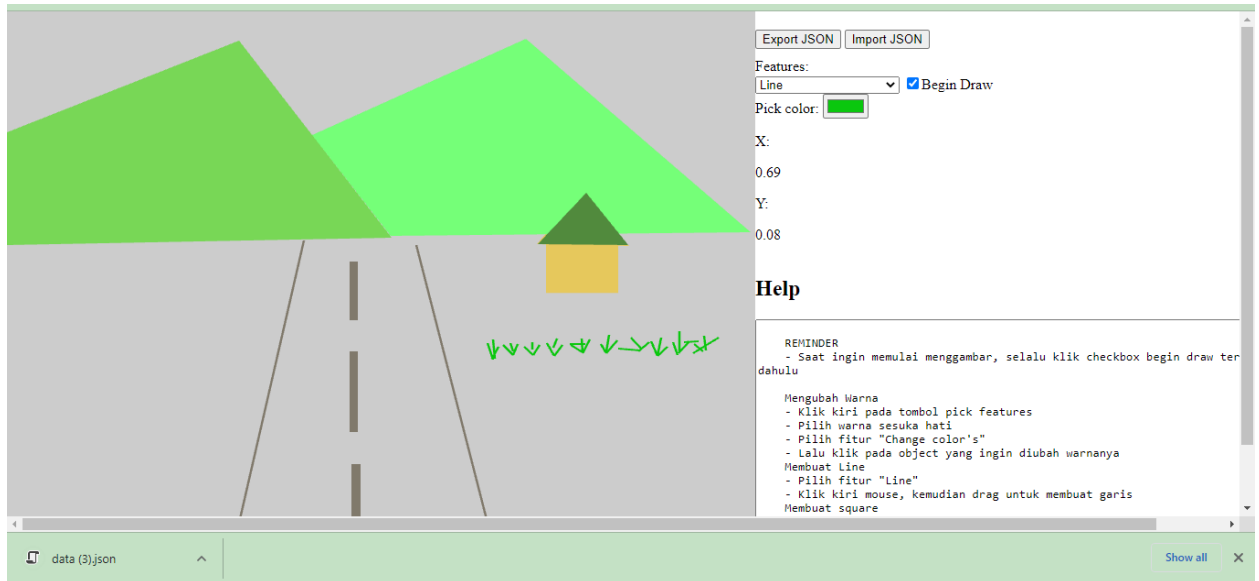 Export JSON Import JSON
Features:
Line Begin Draw
Pick color:
X:
0.69
Y:
0.08
Help
REMINDER
- Saat ingin memulai menggambar, selalu klik checkbox begin draw ter
dahulu
Mengubah Warna
- Klik kiri pada tombol pick features
- Pilih warna sesuka hati
- Pilih fitur "Change color's"
- Lalu klik pada object yang ingin diubah warnanya
Membuat Line
- Pilih fitur "Line"
- Klik kiri mouse, kemudian drag untuk membuat garis
Membuat square
data (3).json
Show all